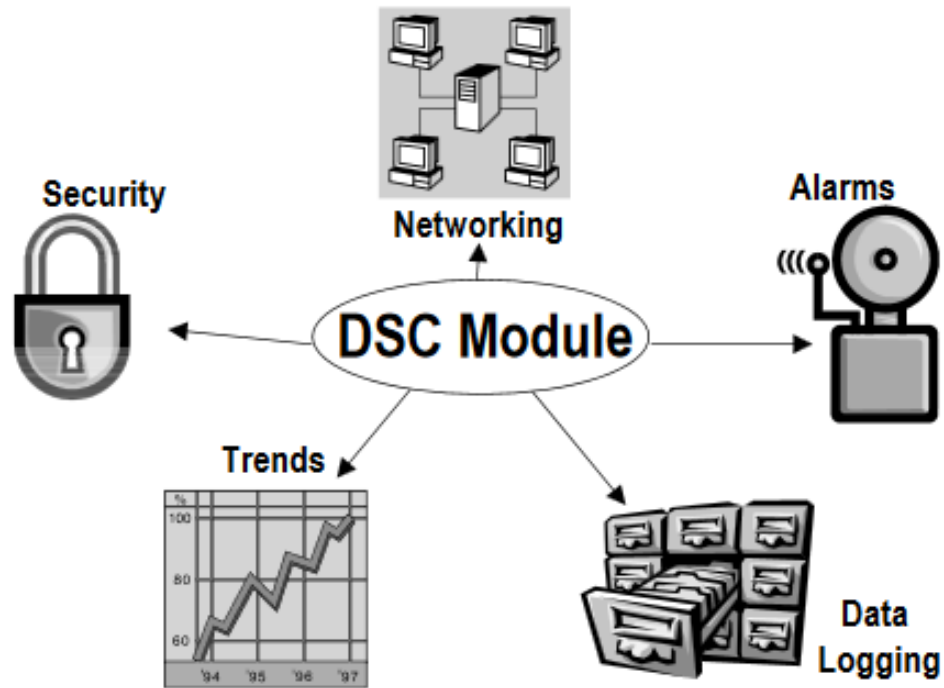 Security
Networking
Alarms
DSC Module
Trends
%
100
80
60
'94 '95 '96 '97
Data
Logging